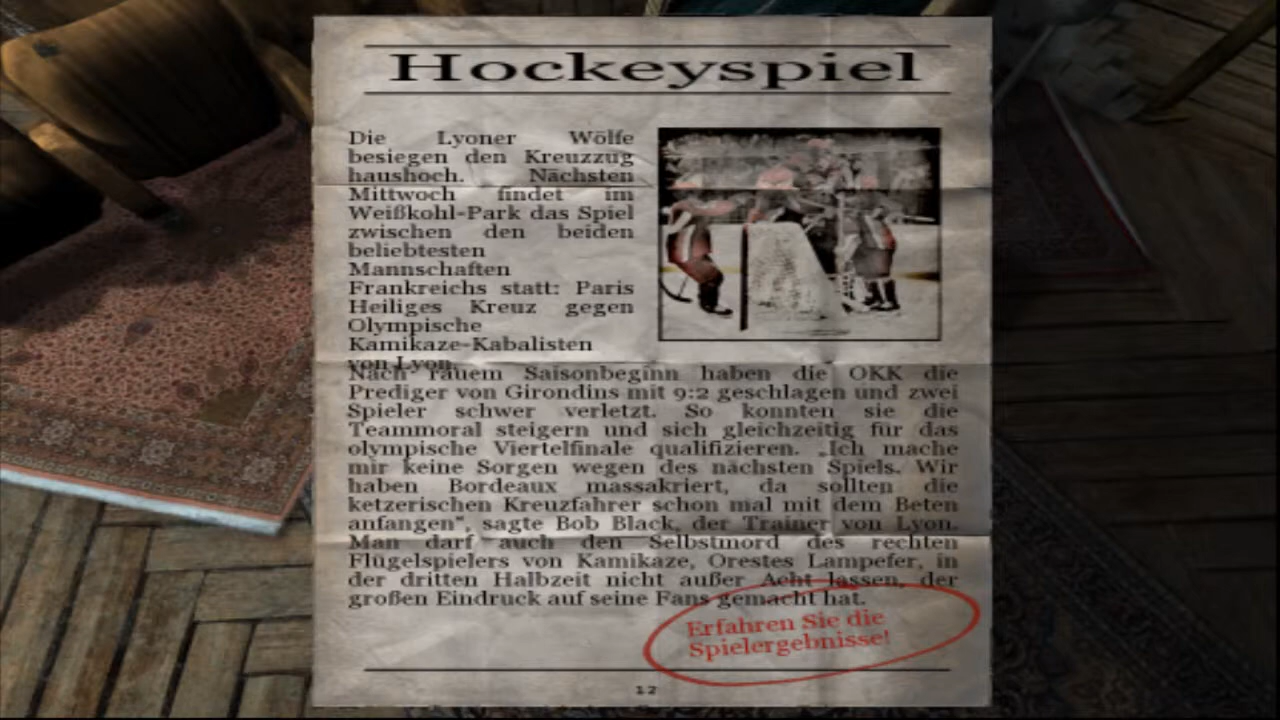 Hockeyspiel
Die Lyoner Wölfe
besiegen den Kreuzzug
haushoch. Nächsten
Mittwoch findet im
Weißkohl-Park das Spiel
zwischen den beiden
beliebtesten
Mannschaften
Frankreichs statt: Paris
Heiliges Kreuz gegen
Olympische
Kamikaze-Kabalisten
von Lyon.
Nach rauem Saisonbeginn haben die OKK die
Prediger von Girondins mit 9:2 geschlagen und zwei
Spieler schwer verletzt. So konnten sie die
Teammoral steigern und sich gleichzeitig für das
olympische Viertelfinale qualifizieren. „Ich mache
mir keine Sorgen wegen des nächsten Spiels. Wir
haben Bordeaux massakriert, da sollten die
ketzerischen Kreuzfahrer schon mal mit dem Beten
anfangen", sagte Bob Black, der Trainer von Lyon.
Man darf auch den Selbstmord des rechten
Flügelspielers von Kamikaze, Orestes Lampefer, in
der dritten Halbzeit nicht außer Acht lassen, der
großen Eindruck auf seine Fans gemacht hat.
Erfahren Sie die
Spielergebnisse!
12